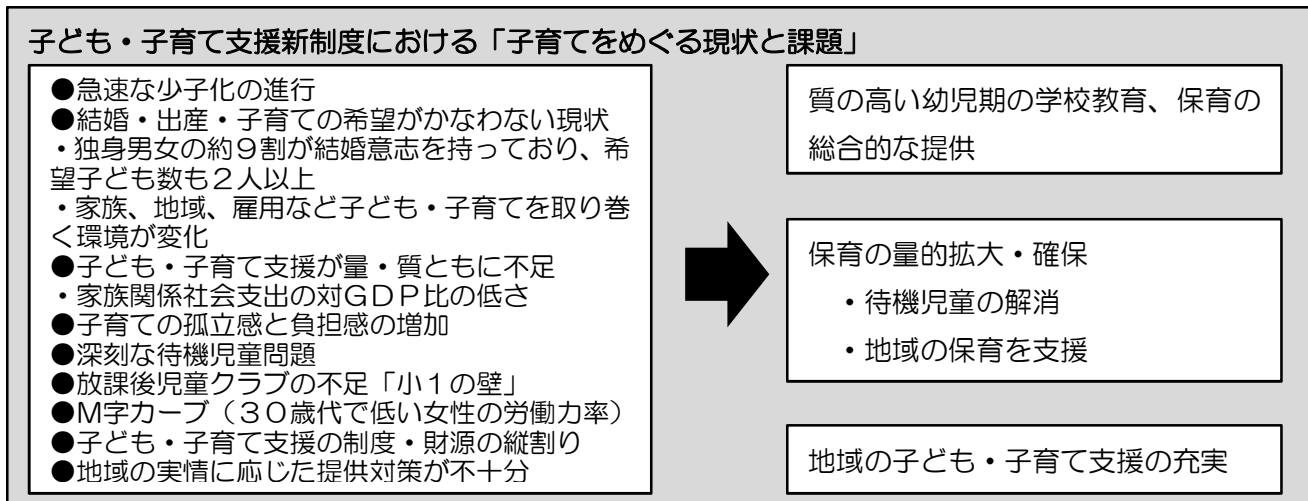 子ども・子育て支援新制度における「子育てをめぐる現状と課題」
●急速な少子化の進行
●結婚・出産・子育ての希望がかなわない現状
・独身男女の約９割が結婚意志を持っており、希
望子ども数も２人以上
・家族、地域、雇用など子ども・子育てを取り巻
く環境が変化
●子ども・子育て支援が量・質ともに不足
・家族関係社会支出の対ＧＤＰ比の低さ
●子育ての孤立感と負担感の増加
●深刻な待機児童問題
●放課後児童クラブの不足「小１の壁」
●Ｍ字カーブ（３０歳代で低い女性の労働力率）
●子ども・子育て支援の制度・財源の縦割り
●地域の実情に応じた提供対策が不十分
質の高い幼児期の学校教育、保育の
総合的な提供
保育の量的拡大・確保
・待機児童の解消
・地域の保育を支援
地域の子ども・子育て支援の充実